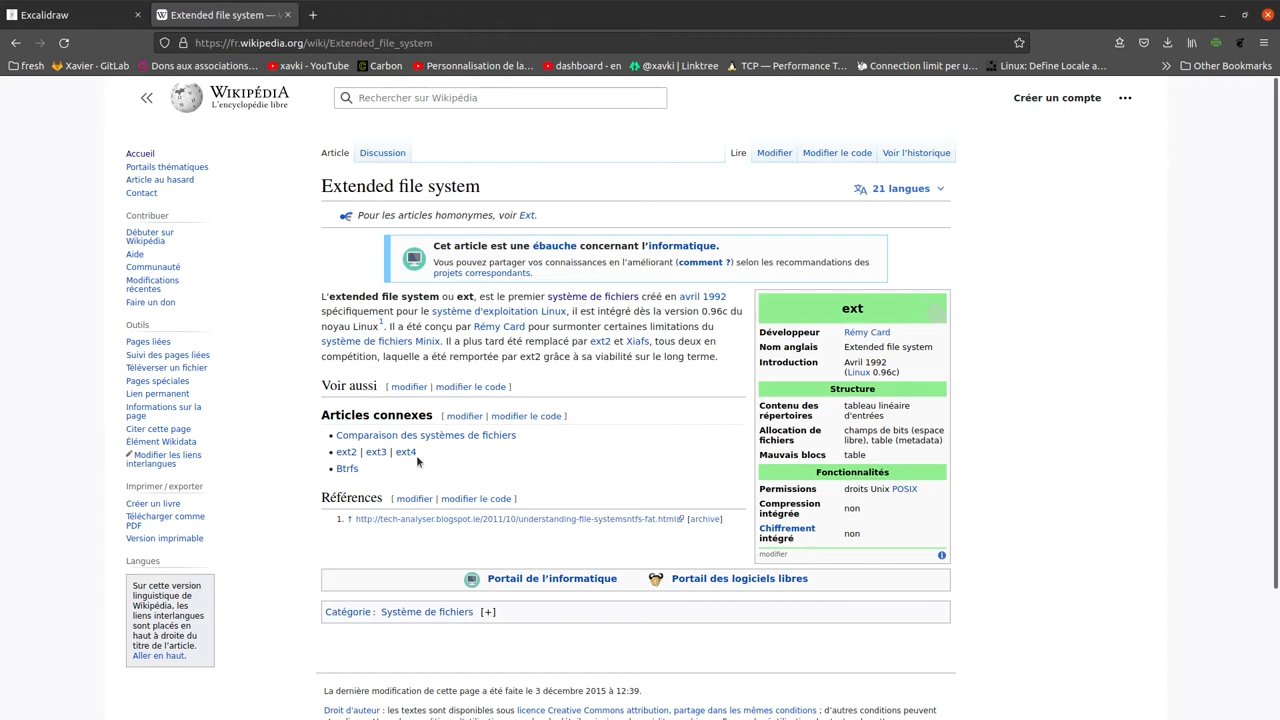 Excalidraw
Extended file system —
https://fr.wikipedia.org/wiki/Extended_file_system
fresh
Xavier · GitLab
Dons aux associations...
xavki - YouTube
Carbon
Personnalisation de la...
dashboard - en
@xavki | Linktree
TCP — Performance T...
Connection limit per u...
Linux: Define Locale a...
Other Bookmarks
WIKIPÉDIA
L'encyclopédie libre
Rechercher sur Wikipédia
Créer un compte
Accueil
Portails thématiques
Article au hasard
Contact
Contribuer
Débuter sur
Wikipédia
Aide
Communauté
Modifications
récentes
Faire un don
Outils
Pages liées
Suivi des pages liées
Téléverser un fichier
Pages spéciales
Lien permanent
Informations sur la
page
Citer cette page
Élément Wikidata
Modifier les liens
interlangues
Imprimer / exporter
Créer un livre
Télécharger comme
PDF
Version imprimable
Langues
Sur cette version
linguistique de
Wikipédia, les
liens interlangues
sont placés en
haut à droite du
titre de l'article.
Aller en haut.
Article Discussion
Lire Modifier Modifier le code Voir l'historique
Extended file system
21 langues
Pour les articles homonymes, voir Ext.
Cet article est une ébauche concernant l'informatique.
Vous pouvez partager vos connaissances en l'améliorant (comment ?) selon les recommandations des
projets correspondants.
L'extended file system ou ext, est le premier système de fichiers créé en avril 1992
spécifiquement pour le système d'exploitation Linux, il est intégré dès la version 0.96c du
noyau Linux1. Il a été conçu par Rémy Card pour surmonter certaines limitations du
système de fichiers Minix. Il a plus tard été remplacé par ext2 et Xiafs, tous deux en
compétition, laquelle a été remportée par ext2 grâce à sa viabilité sur le long terme.
Voir aussi [ modifier | modifier le code ]
Articles connexes [ modifier | modifier le code ]
Comparaison des systèmes de fichiers
ext2 | ext3 | ext4
Btrfs
Références [ modifier | modifier le code ]
1. ↑ http://tech-analyser.blogspot.ie/2011/10/understanding-file-systemsntfs-fat.html [archive]
ext
Développeur Rémy Card
Nom anglais Extended file system
Introduction Avril 1992
(Linux 0.96c)
Structure
Contenu des répertoires tableau linéaire d'entrées
Allocation de fichiers champs de bits (espace libre), table (metadata)
Mauvais blocs table
Fonctionnalités
Permissions droits Unix POSIX
Compression intégrée non
Chiffrement intégré non
modifier
Portail de l'informatique Portail des logiciels libres
Catégorie : Système de fichiers [+]
La dernière modification de cette page a été faite le 3 décembre 2015 à 12:39.
Droit d'auteur : les textes sont disponibles sous licence Creative Commons attribution, partage dans les mêmes conditions ; d'autres conditions peuvent